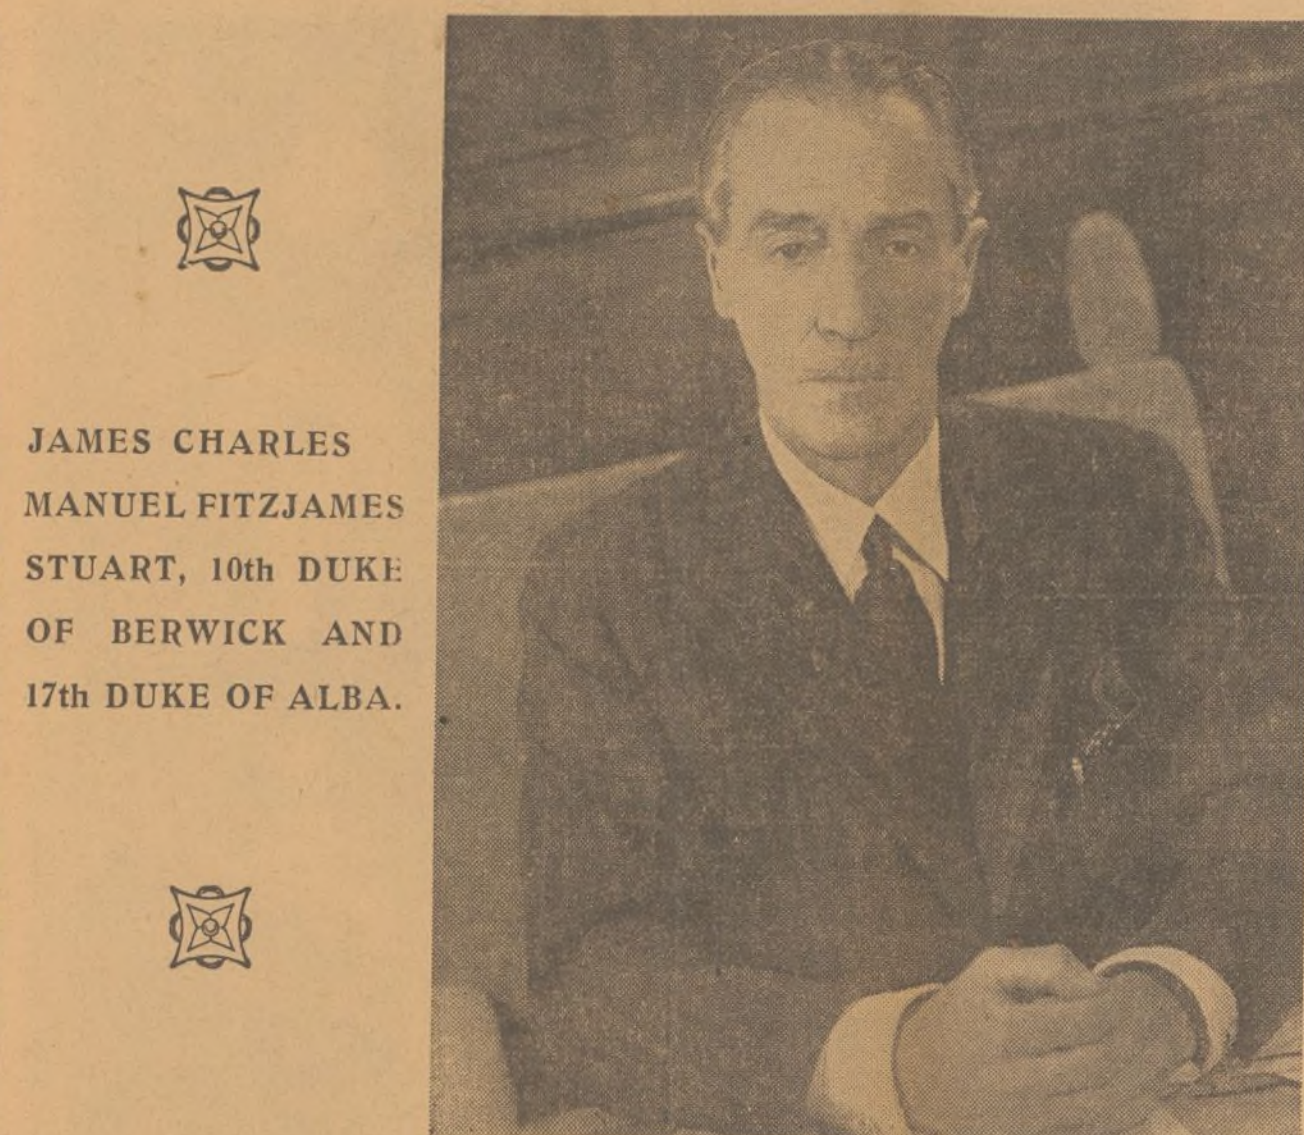 JAMES CHARLES
MANUEL FITZJAMES
STUART, 10th DUKE
OF BERWICK AND
17th DUKE OF ALBA.